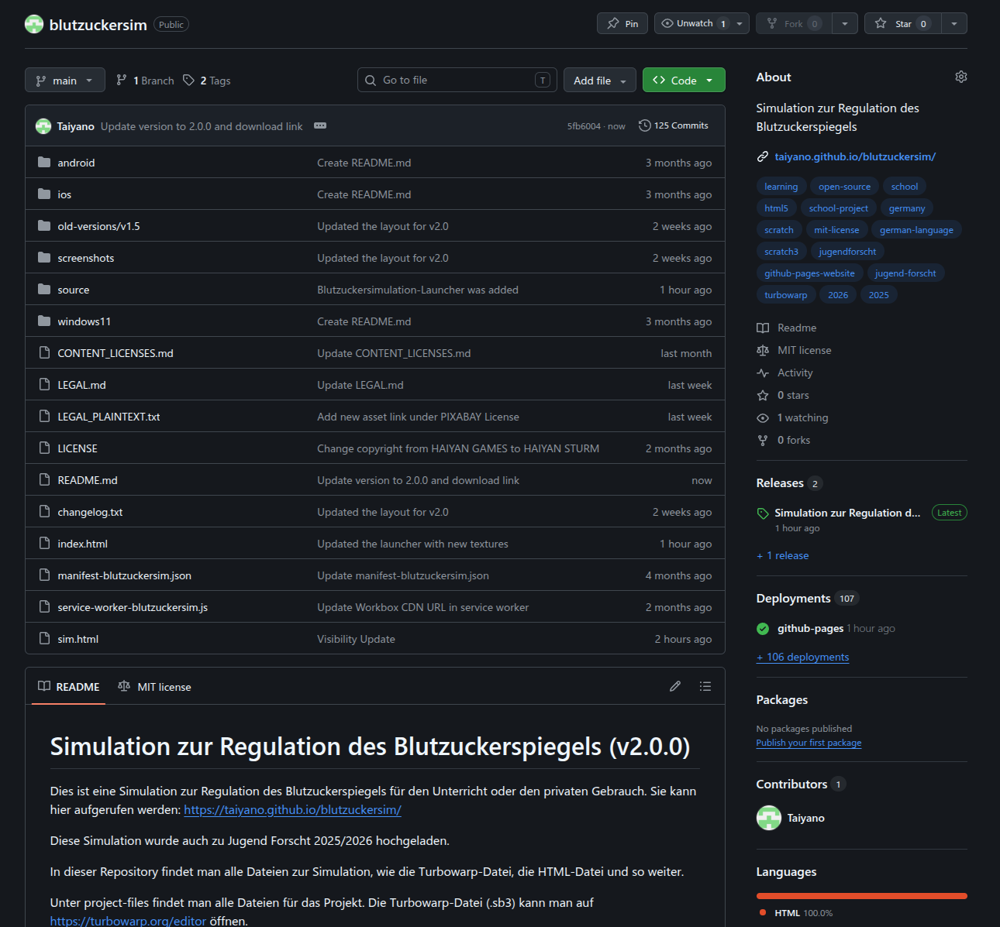 blutzuckersim Public Pin Unwatch 1 Fork 0 Star 0
main 1 Branch 2 Tags Go to file T Add file Code
Taiyano Update version to 2.0.0 and download link 5fb6004 · now 125 Commits
android Create README.md 3 months ago
ios Create README.md 3 months ago
old-versions/v1.5 Updated the layout for v2.0 2 weeks ago
screenshots Updated the layout for v2.0 2 weeks ago
source Blutzuckersimulation-Launcher was added 1 hour ago
windows11 Create README.md 3 months ago
CONTENT_LICENSES.md Update CONTENT_LICENSES.md last month
LEGAL.md Update LEGAL.md last week
LEGAL_PLAINTEXT.txt Add new asset link under PIXABAY License last week
LICENSE Change copyright from HAIYAN GAMES to HAIYAN STURM 2 months ago
README.md Update version to 2.0.0 and download link now
changelog.txt Updated the layout for v2.0 2 weeks ago
index.html Updated the launcher with new textures 1 hour ago
manifest-blutzuckersim.json Update manifest-blutzuckersim.json 4 months ago
service-worker-blutzuckersim.js Update Workbox CDN URL in service worker 2 months ago
sim.html Visibility Update 2 hours ago
README MIT license
Simulation zur Regulation des Blutzuckerspiegels (v2.0.0)
Dies ist eine Simulation zur Regulation des Blutzuckerspiegels für den Unterricht oder den privaten Gebrauch. Sie kann
hier aufgerufen werden: https://taiyano.github.io/blutzuckersim/
Diese Simulation wurde auch zu Jugend Forscht 2025/2026 hochgeladen.
In dieser Repository findet man alle Dateien zur Simulation, wie die Turbowarp-Datei, die HTML-Datei und so weiter.
Unter project-files findet man alle Dateien für das Projekt. Die Turbowarp-Datei (.sb3) kann man auf
https://turbowarp.org/editor öffnen.
About
Simulation zur Regulation des
Blutzuckerspiegels
taiyano.github.io/blutzuckersim/
learning open-source school
html5 school-project germany
scratch mit-license german-language
scratch3 jugendforscht
github-pages-website jugend-forscht
turbowarp 2026 2025
Readme
MIT license
Activity
0 stars
1 watching
0 forks
Releases 2
Simulation zur Regulation d... Latest
1 hour ago
+ 1 release
Deployments 107
github-pages 1 hour ago
+ 106 deployments
Packages
No packages published
Publish your first package
Contributors 1
Taiyano
Languages
HTML 100.0%